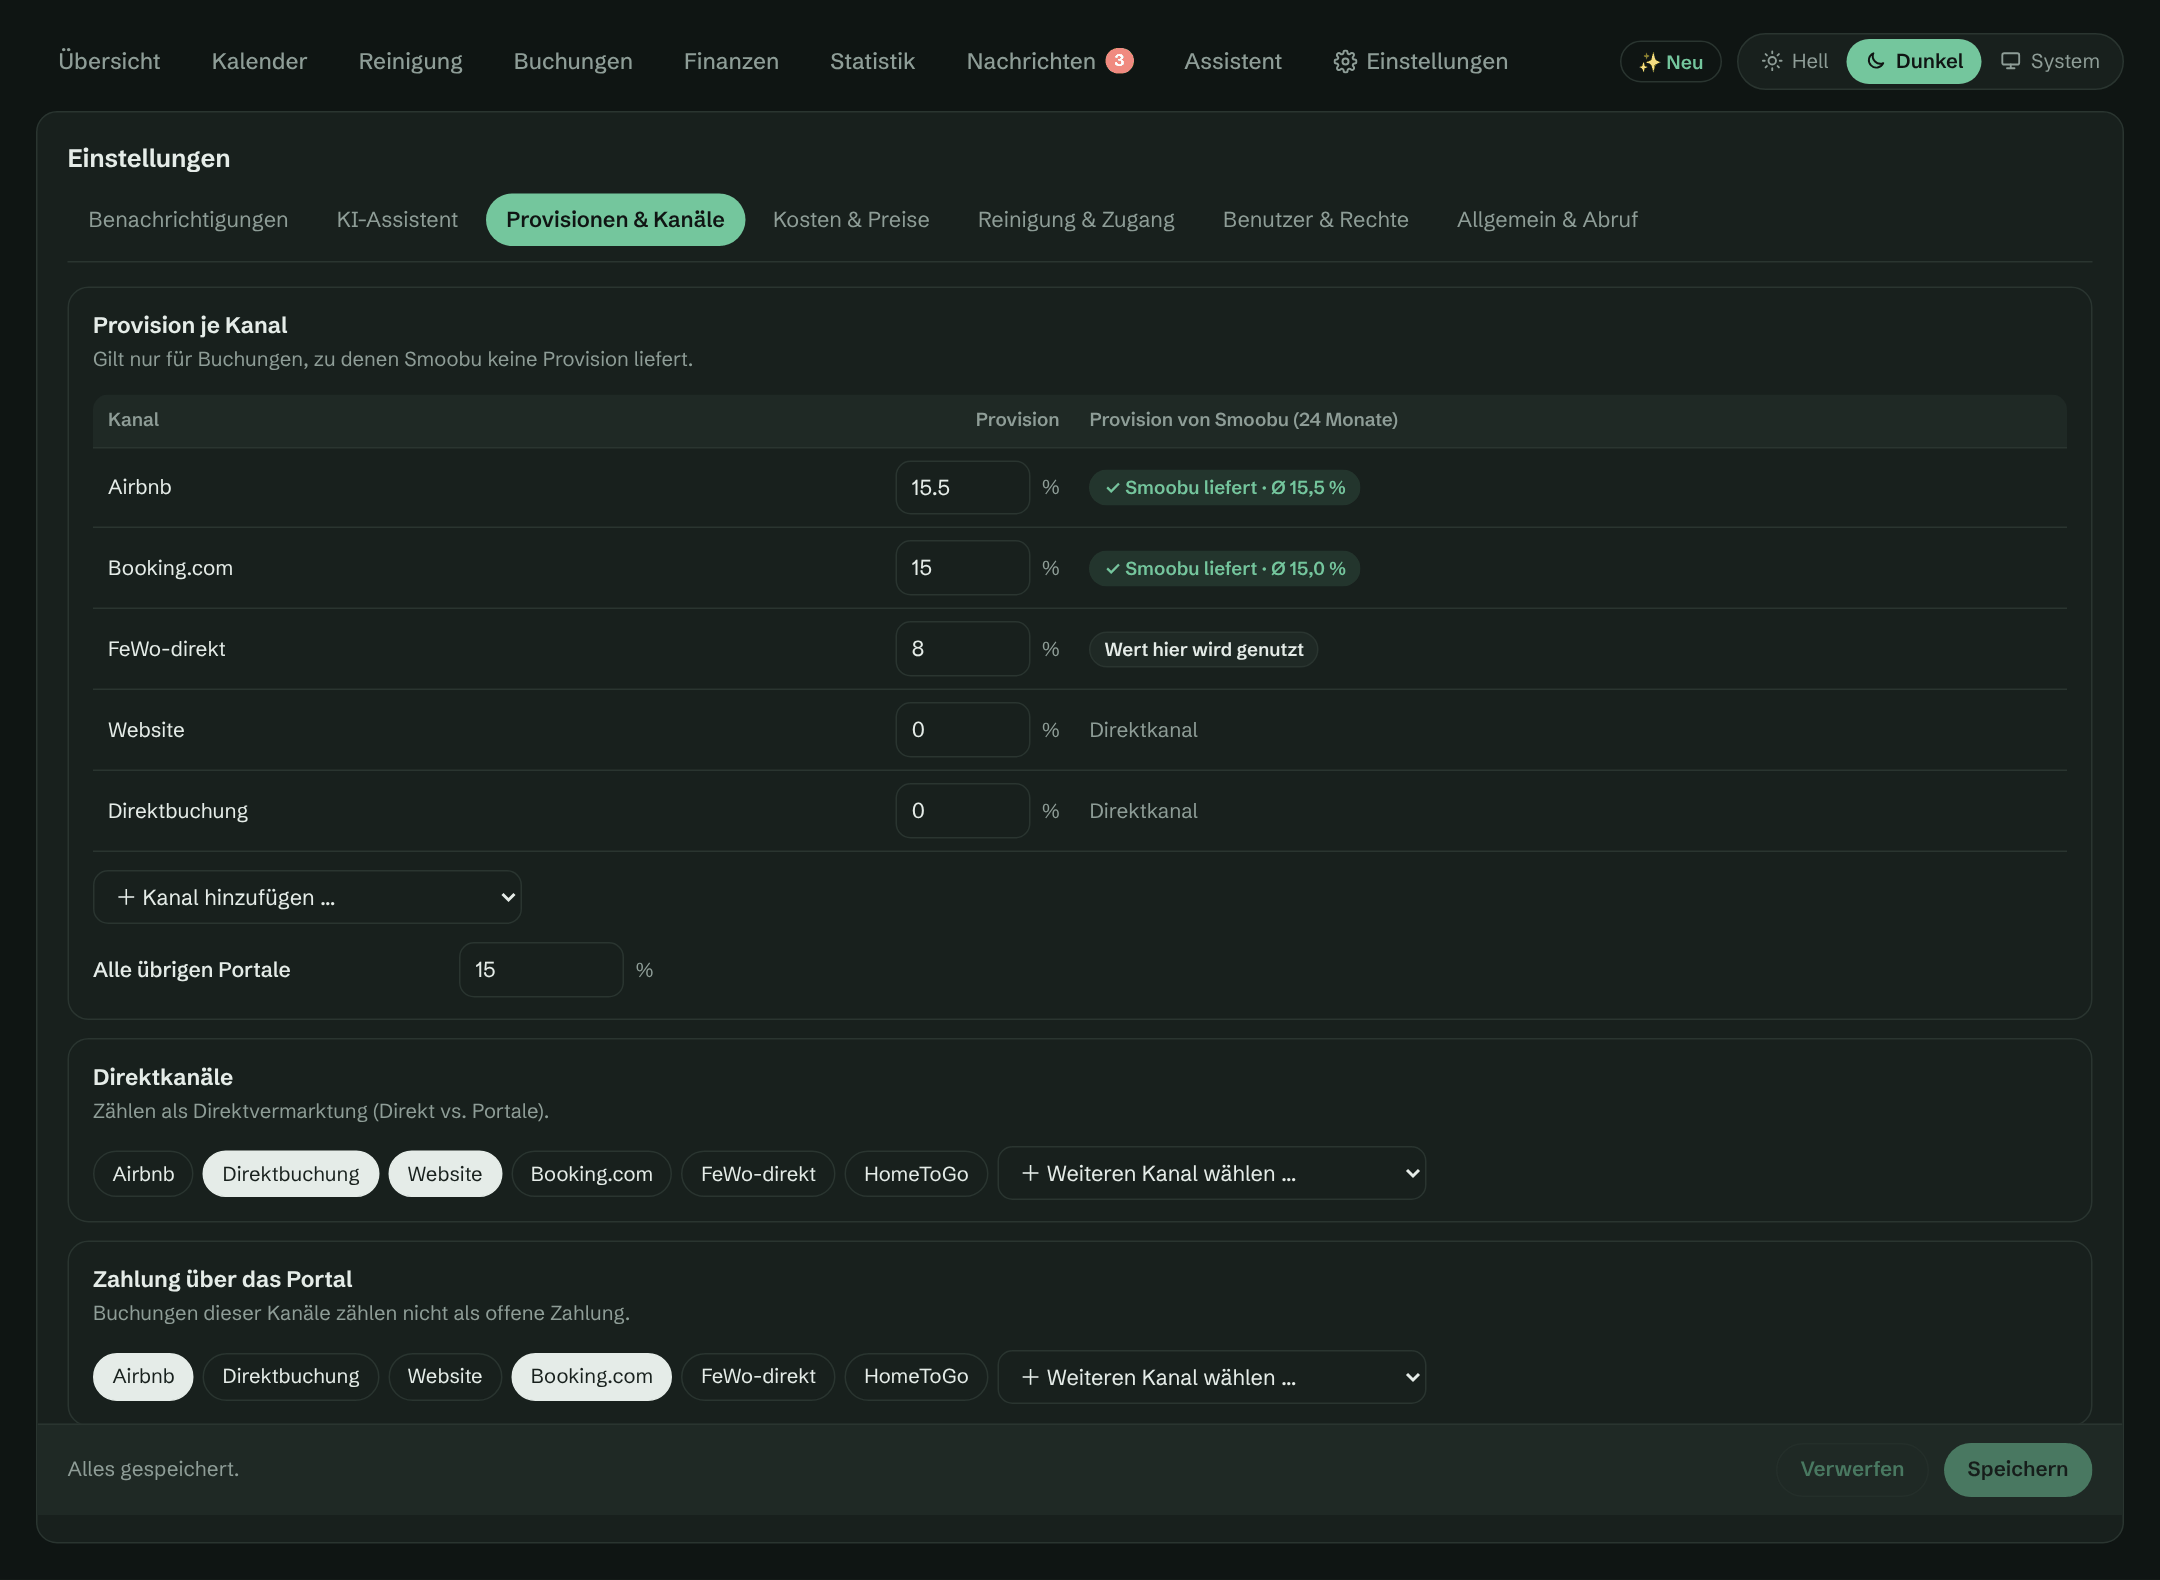 Übersicht Kalender Reinigung Buchungen Finanzen Statistik Nachrichten 3 Assistent Einstellungen ✨ Neu Hell Dunkel System
Einstellungen
Benachrichtigungen KI-Assistent Provisionen & Kanäle Kosten & Preise Reinigung & Zugang Benutzer & Rechte Allgemein & Abruf
Provision je Kanal
Gilt nur für Buchungen, zu denen Smoobu keine Provision liefert.
Kanal Provision Provision von Smoobu (24 Monate)
Airbnb 15.5 % ✓ Smoobu liefert · Ø 15,5 %
Booking.com 15 % ✓ Smoobu liefert · Ø 15,0 %
FeWo-direkt 8 % Wert hier wird genutzt
Website 0 % Direktkanal
Direktbuchung 0 % Direktkanal
+ Kanal hinzufügen ...
Alle übrigen Portale 15 %
Direktkanäle
Zählen als Direktvermarktung (Direkt vs. Portale).
Airbnb Direktbuchung Website Booking.com FeWo-direkt HomeToGo + Weiteren Kanal wählen ...
Zahlung über das Portal
Buchungen dieser Kanäle zählen nicht als offene Zahlung.
Airbnb Direktbuchung Website Booking.com FeWo-direkt HomeToGo + Weiteren Kanal wählen ...
Alles gespeichert. Verwerfen Speichern